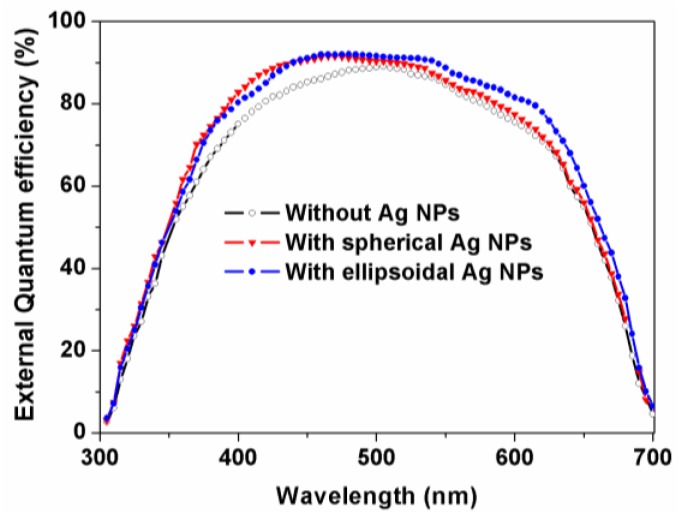 External Quantum efficiency (%)
100
80
60
40
20
0
Without Ag NPs
With spherical Ag NPs
With ellipsoidal Ag NPs
300
400
500
600
700
Wavelength (nm)